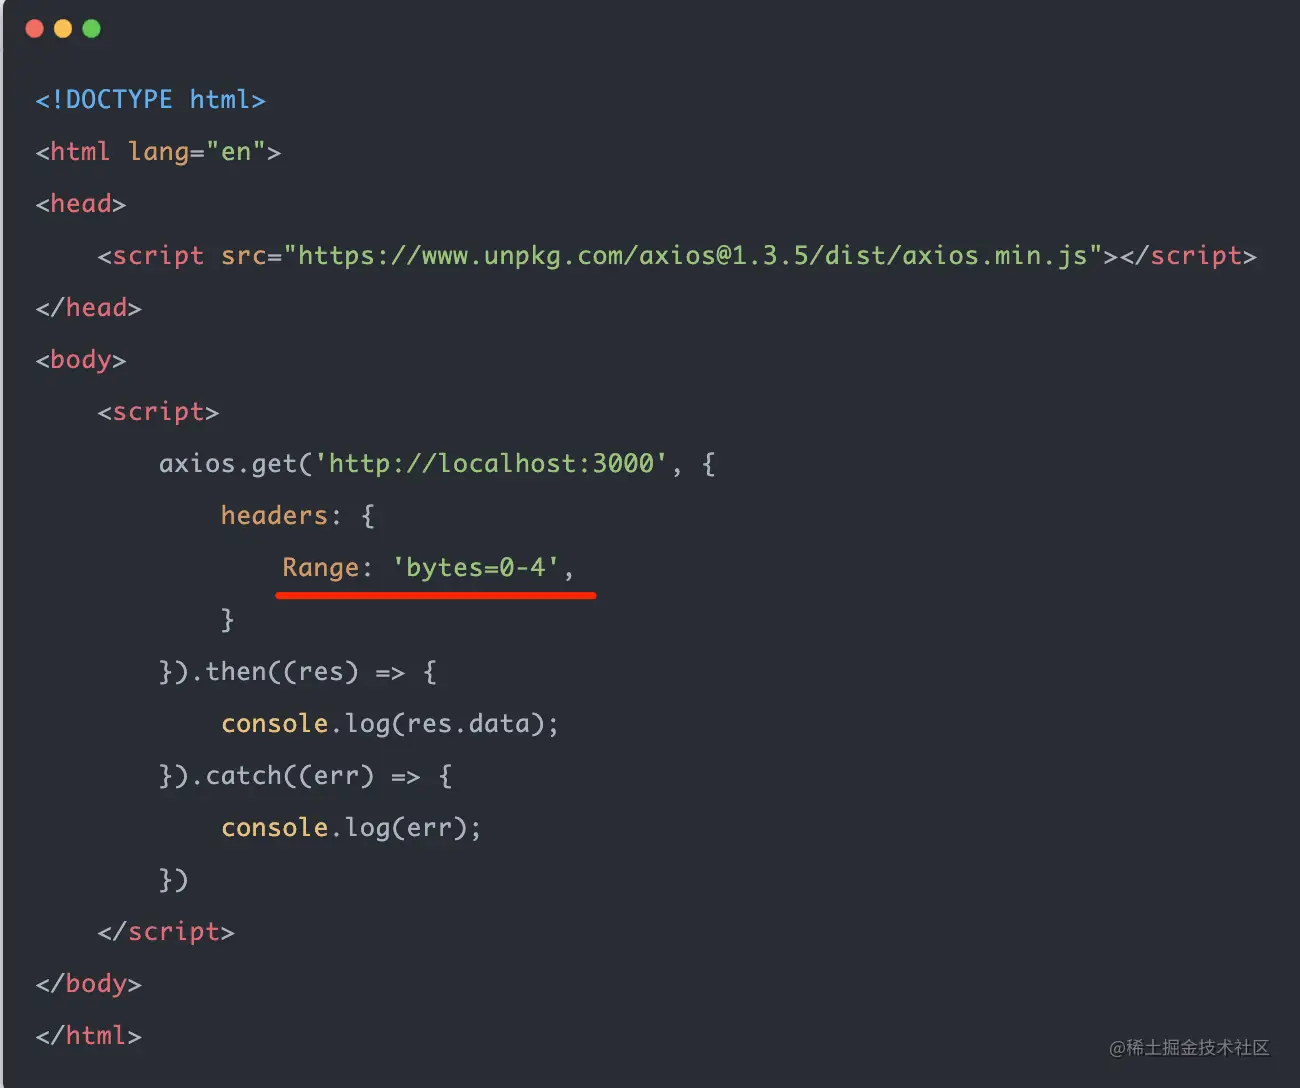 <!DOCTYPE html>
<html lang="en">
<head>
    <script src="https://www.unpkg.com/axios@1.3.5/dist/axios.min.js"></script>
</head>
<body>
    <script>
        axios.get('http://localhost:3000', {
            headers: {
                Range: 'bytes=0-4',
            }
        }).then((res) => {
            console.log(res.data);
        }).catch((err) => {
            console.log(err);
        })
    </script>
</body>
</html>
@稀土掘金技术社区